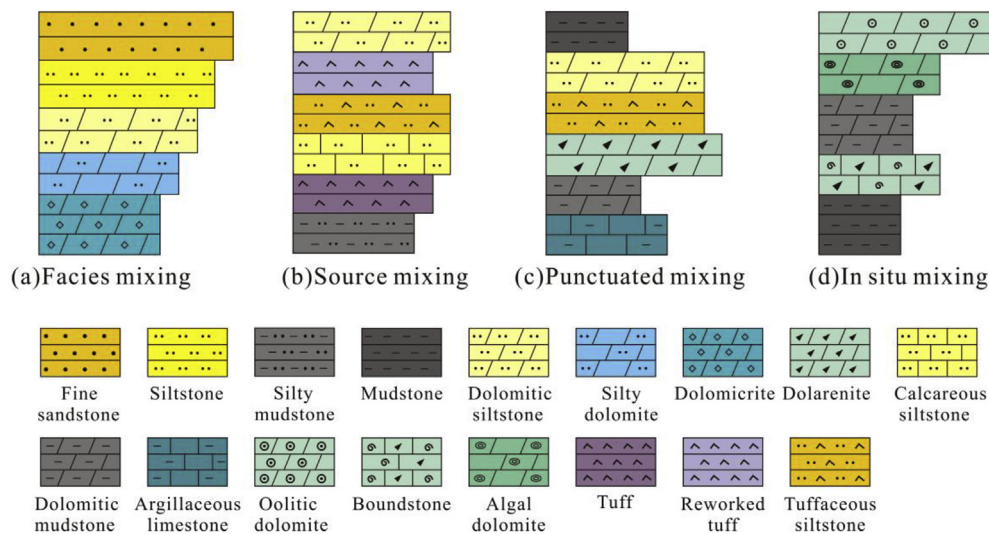 (a)Facies mixing
(b)Source mixing
(c)Punctuated mixing
(d)In situ mixing
Fine
sandstone
Siltstone
Silty
mudstone
Mudstone
Dolomitic
siltstone
Silty
dolomite
Dolomicrite
Dolarenite
Calcareous
siltstone
Dolomitic
mudstone
Argillaceous
limestone
Oolitic
dolomite
Boundstone
Algal
dolomite
Tuff
Reworked
tuff
Tuffaceous
siltstone